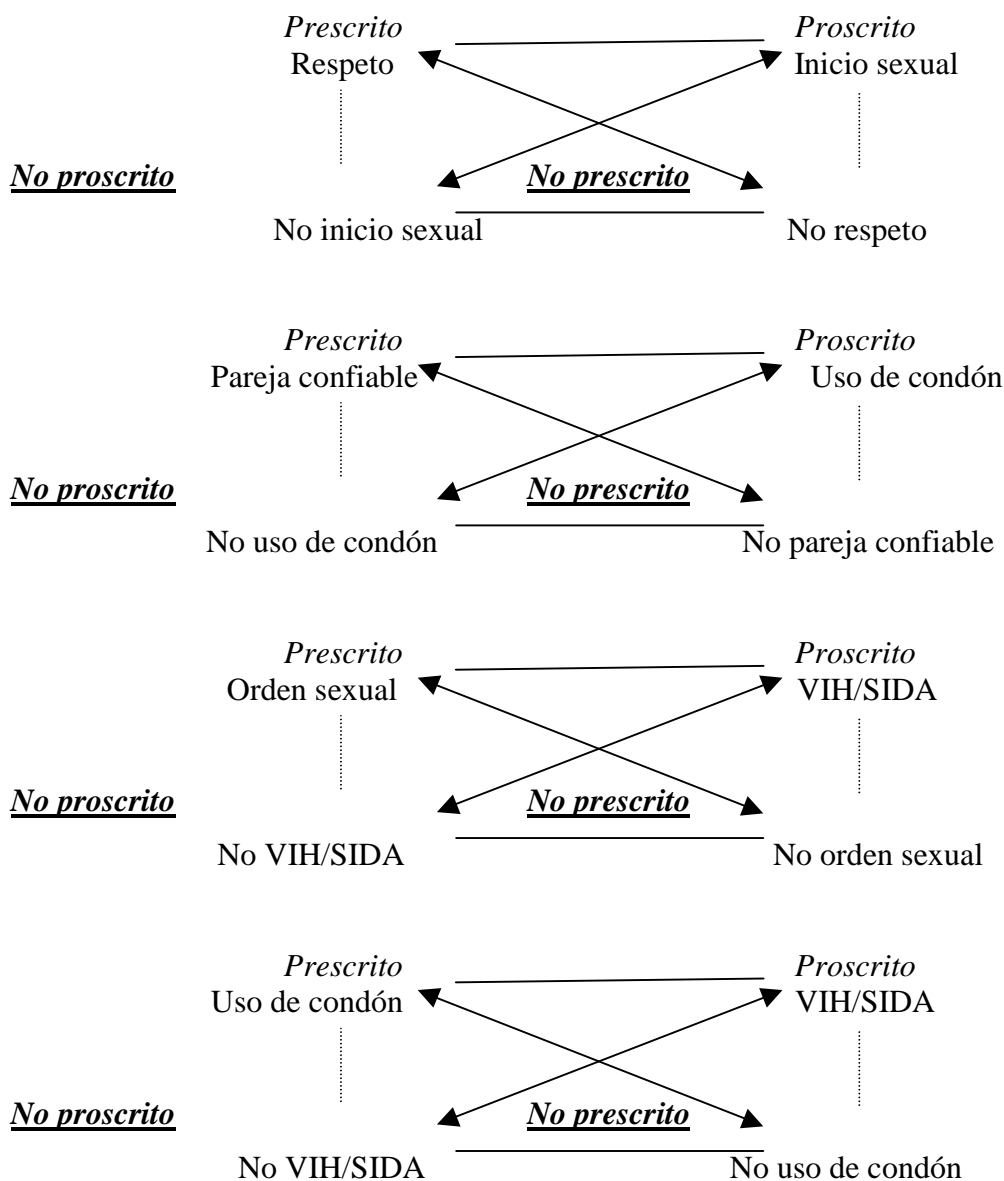 Prescrito Proscrito
Respeto Inicio sexual
No proscrito No prescrito
No inicio sexual No respeto
Prescrito Proscrito
Pareja confiable Uso de condón
No proscrito No prescrito
No uso de condón No pareja confiable
Prescrito Proscrito
Orden sexual VIH/SIDA
No proscrito No prescrito
No VIH/SIDA No orden sexual
Prescrito Proscrito
Uso de condón VIH/SIDA
No proscrito No prescrito
No VIH/SIDA No uso de condón